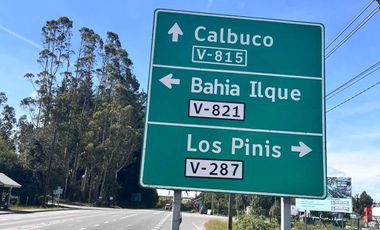 Calbuco
V-815
Bahia Ilque
V-821
Los Pinis
V-287